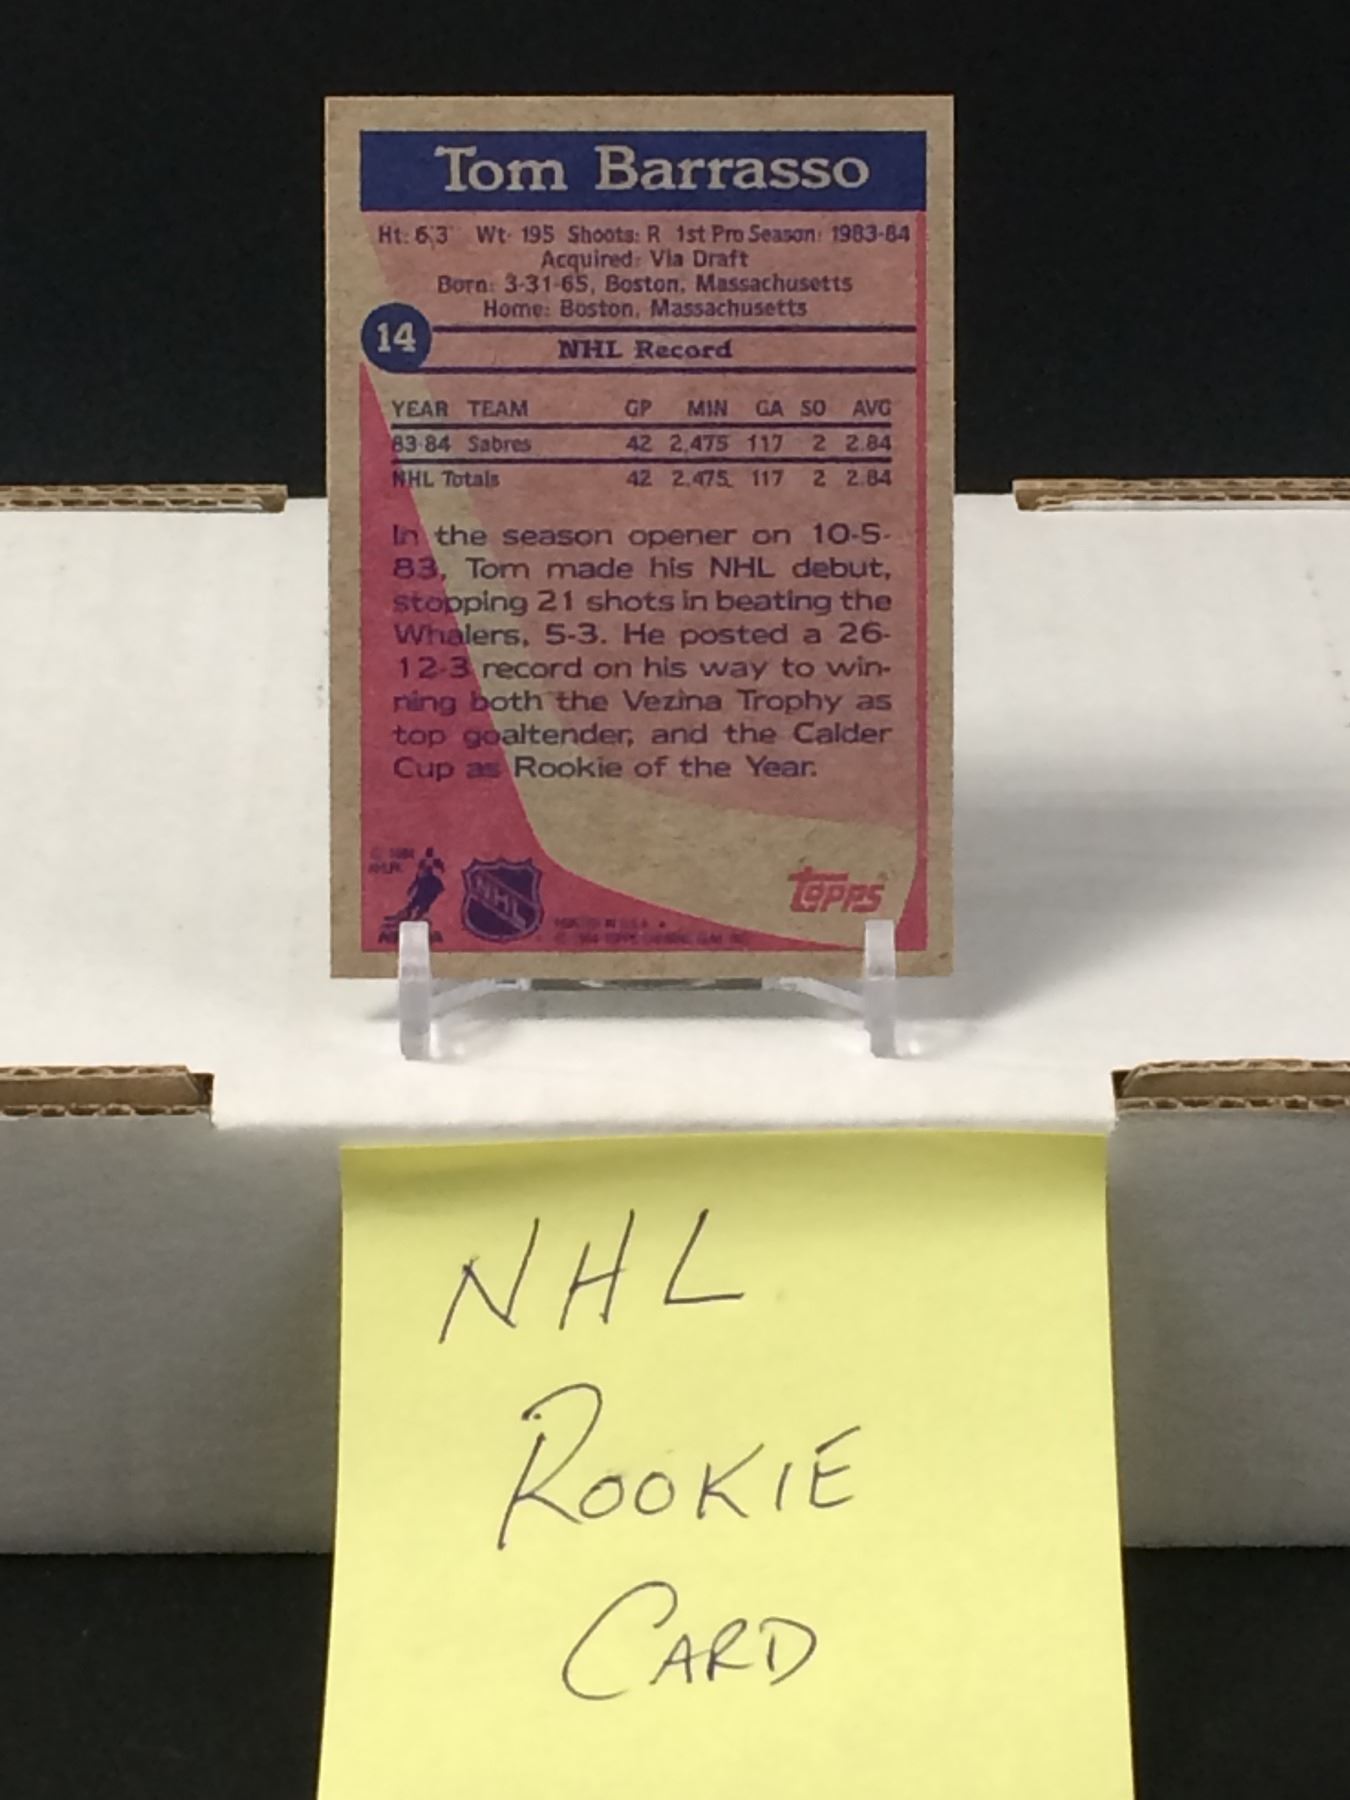 Tom Barrasso
Ht: 6'3" Wt: 195 Shoots: R 1st Pro Season: 1983-84
Acquired: Via Draft
Born: 3-31-65, Boston, Massachusetts
Home: Boston, Massachusetts
14
NHL Record
YEAR TEAM GP MIN GA SO AVG
83-84 Sabres 42 2,475 117 2 2.84
NHL Totals 42 2,475 117 2 2.84
In the season opener on 10-5-
83, Tom made his NHL debut,
stopping 21 shots in beating the
Whalers, 5-3. He posted a 26-
12-3 record on his way to win-
ning both the Vezina Trophy as
top goaltender, and the Calder
Cup as Rookie of the Year.
© 1984
NHLPA
NHL
PRINTED IN U.S.A.
topps
NHL
ROOKIE
CARD